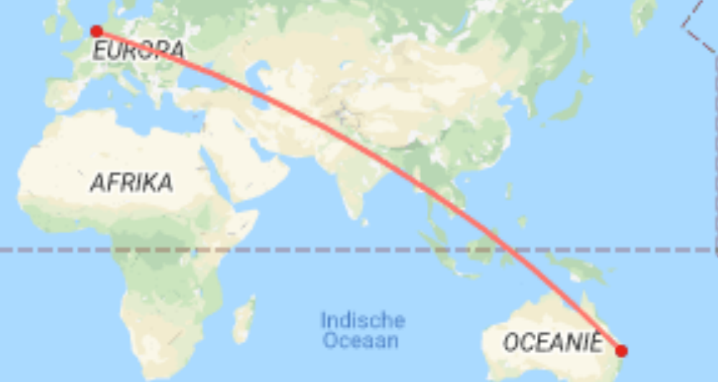 EUROPA
AFRIKA
Indische
Oceaan
OCEANIË